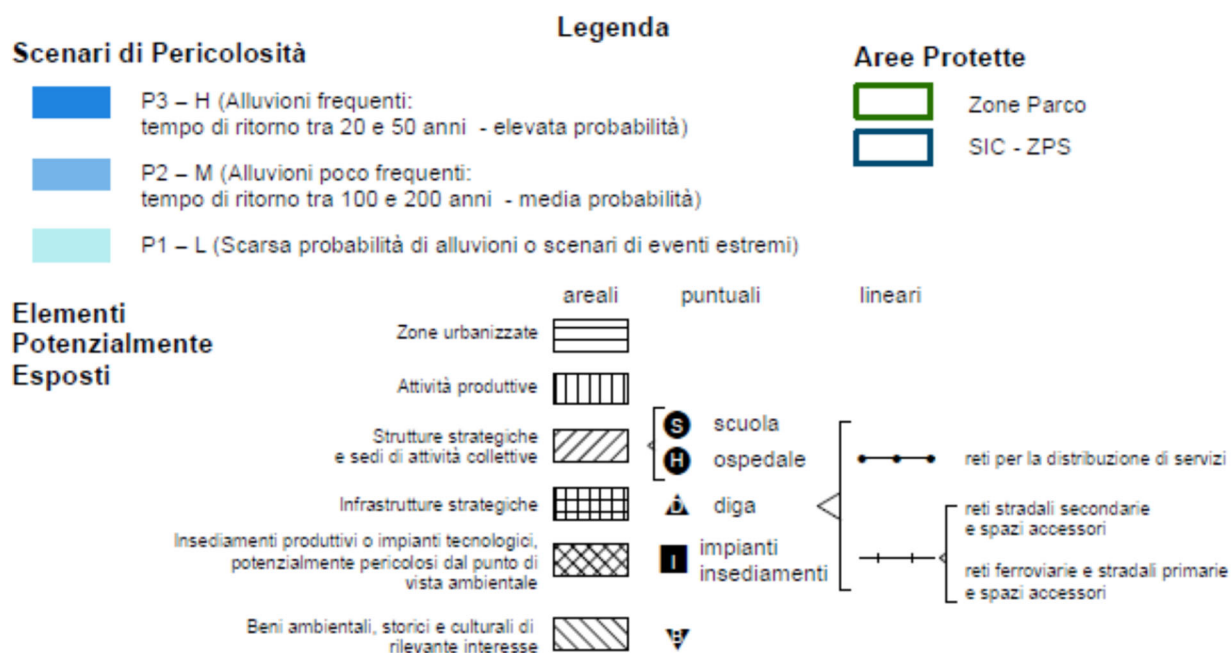 Legenda
Scenari di Pericolosità
P3 – H (Alluvioni frequenti:
tempo di ritorno tra 20 e 50 anni - elevata probabilità)
P2 – M (Alluvioni poco frequenti:
tempo di ritorno tra 100 e 200 anni - media probabilità)
P1 – L (Scarsa probabilità di alluvioni o scenari di eventi estremi)
Aree Protette
Zone Parco
SIC - ZPS
Elementi
Potenzialmente
Esposti
areali puntuali lineari
Zone urbanizzate
Attività produttive
Strutture strategiche
e sedi di attività collettive
Infrastrutture strategiche
Insediamenti produttivi o impianti tecnologici,
potenzialmente pericolosi dal punto di
vista ambientale
Beni ambientali, storici e culturali di
rilevante interesse
S scuola
H ospedale
D diga
I impianti
insediamenti
B
reti per la distribuzione di servizi
reti stradali secondarie
e spazi accessori
reti ferroviarie e stradali primarie
e spazi accessori